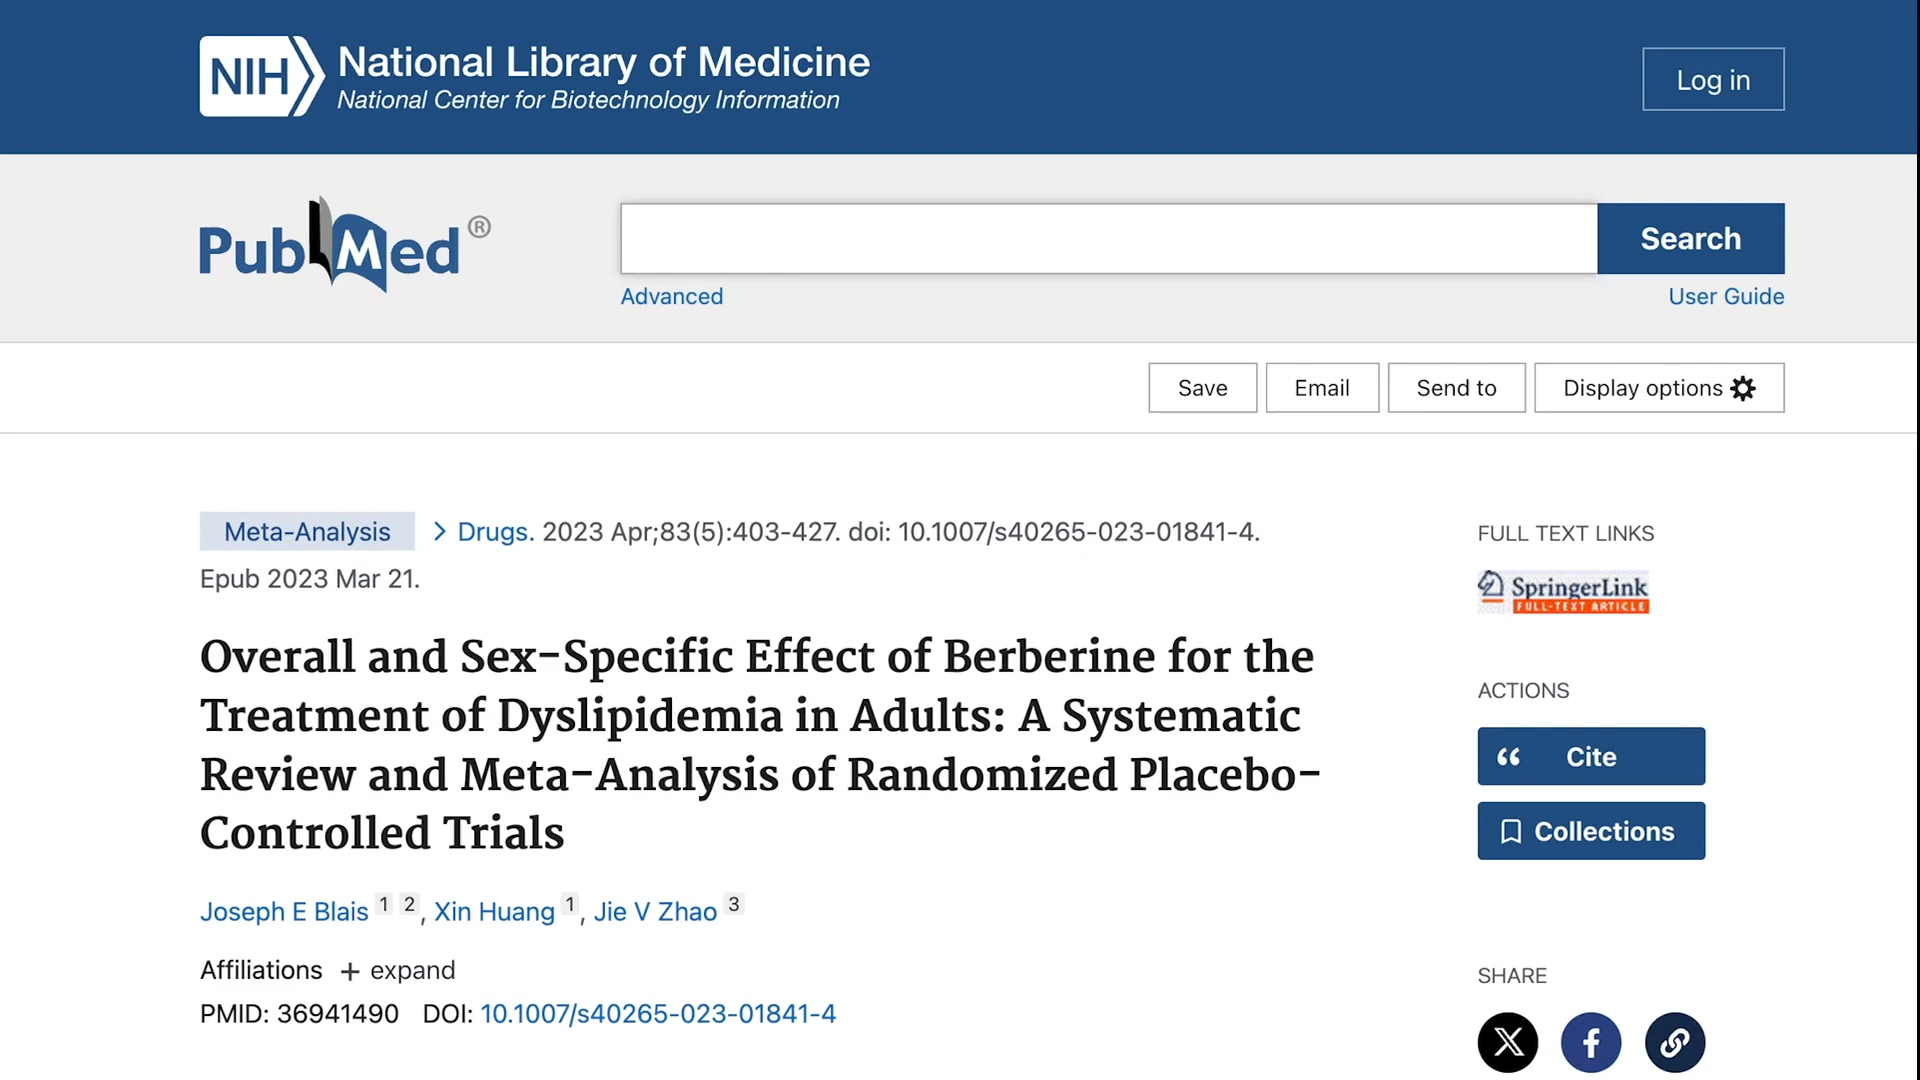 NIH National Library of Medicine
National Center for Biotechnology Information
Log in
PubMed®
Search
Advanced
User Guide
Save
Email
Send to
Display options
Meta-Analysis
Drugs. 2023 Apr;83(5):403-427. doi: 10.1007/s40265-023-01841-4.
Epub 2023 Mar 21.
Overall and Sex-Specific Effect of Berberine for the
Treatment of Dyslipidemia in Adults: A Systematic
Review and Meta-Analysis of Randomized Placebo-
Controlled Trials
Joseph E Blais 1 2, Xin Huang 1, Jie V Zhao 3
Affiliations + expand
PMID: 36941490 DOI: 10.1007/s40265-023-01841-4
FULL TEXT LINKS
SpringerLink
FULL-TEXT ARTICLE
ACTIONS
Cite
Collections
SHARE